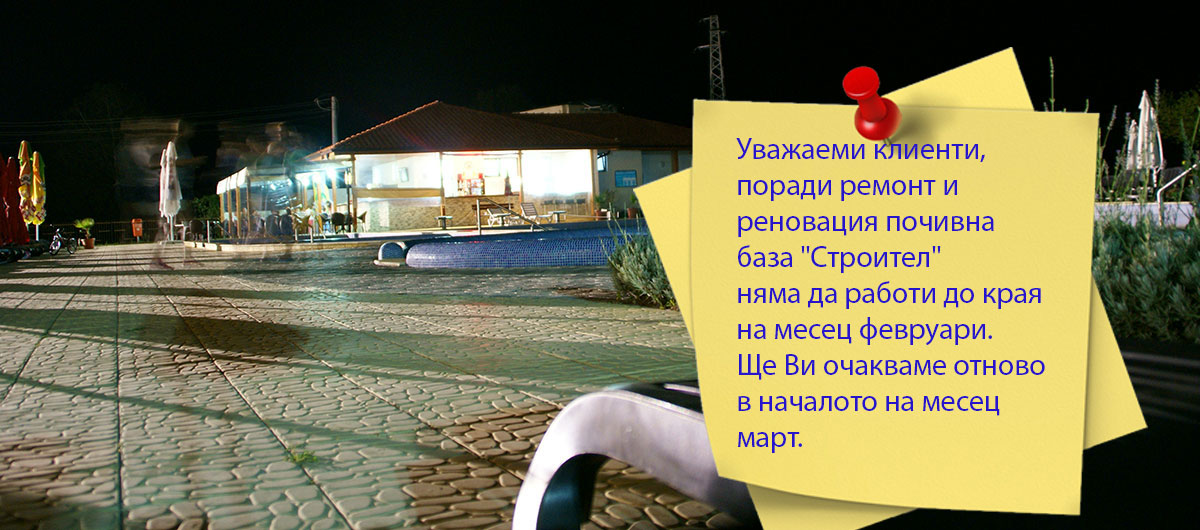 Уважаеми клиенти,
поради ремонт и
реновация почивна
база "Строител"
няма да работи до края
на месец февруари.
Ще Ви очакваме отново
в началото на месец
март.